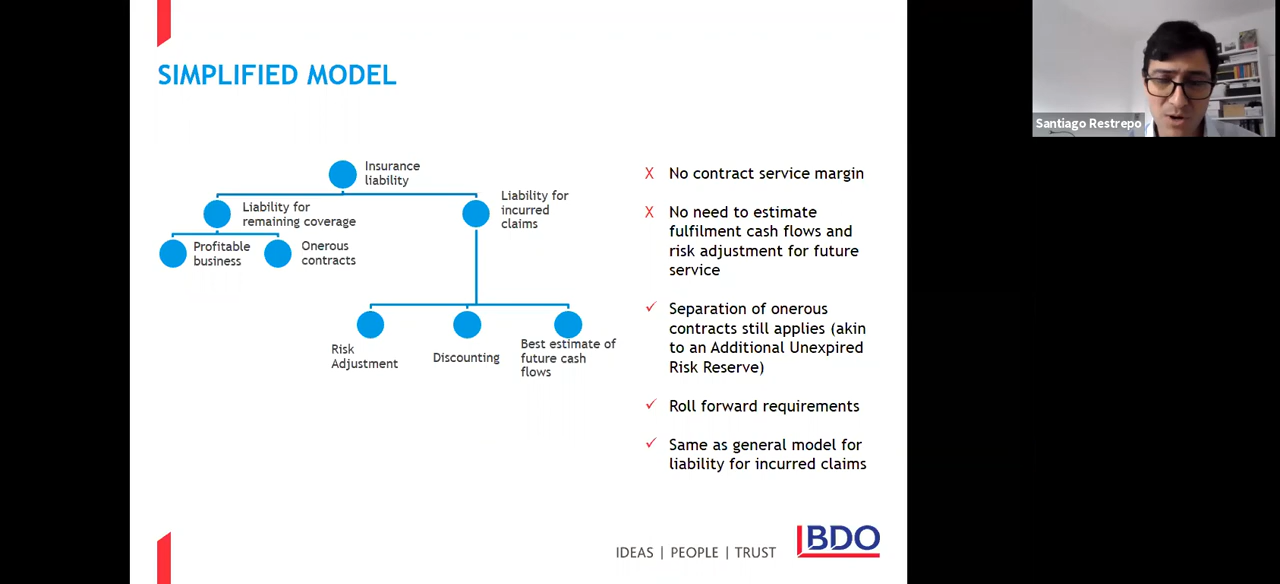 SIMPLIFIED MODEL
Santiago Restrepo
Insurance
liability
Liability for
remaining coverage
Liability for
incurred
claims
Profitable
business
Onerous
contracts
Risk
Adjustment
Discounting
Best estimate of
future cash
flows
X No contract service margin
X No need to estimate
fulfilment cash flows and
risk adjustment for future
service
✓ Separation of onerous
contracts still applies (akin
to an Additional Unexpired
Risk Reserve)
✓ Roll forward requirements
✓ Same as general model for
liability for incurred claims
IDEAS | PEOPLE | TRUST
BDO